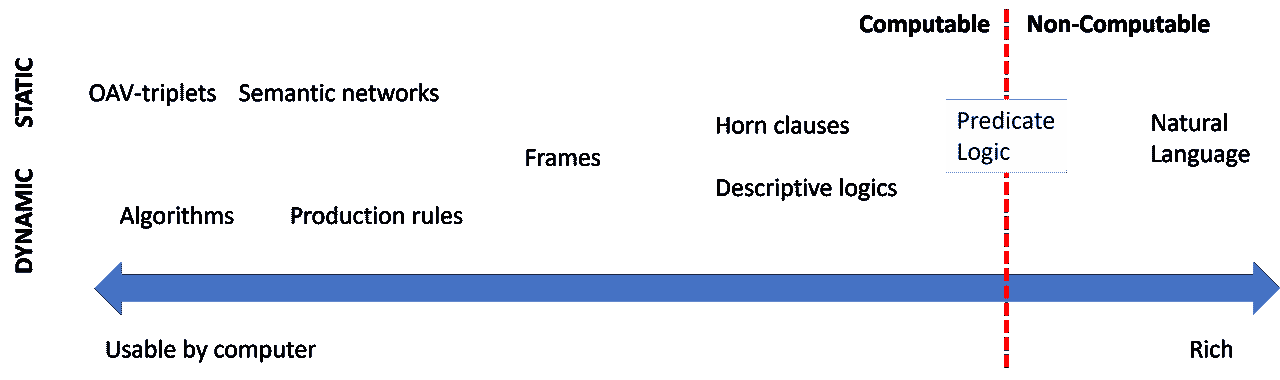 Computable
Non-Computable
STATIC
OAV-triplets
Semantic networks
Horn clauses
Predicate
Logic
Natural
Language
Frames
Descriptive logics
DYNAMIC
Algorithms
Production rules
Usable by computer
Rich